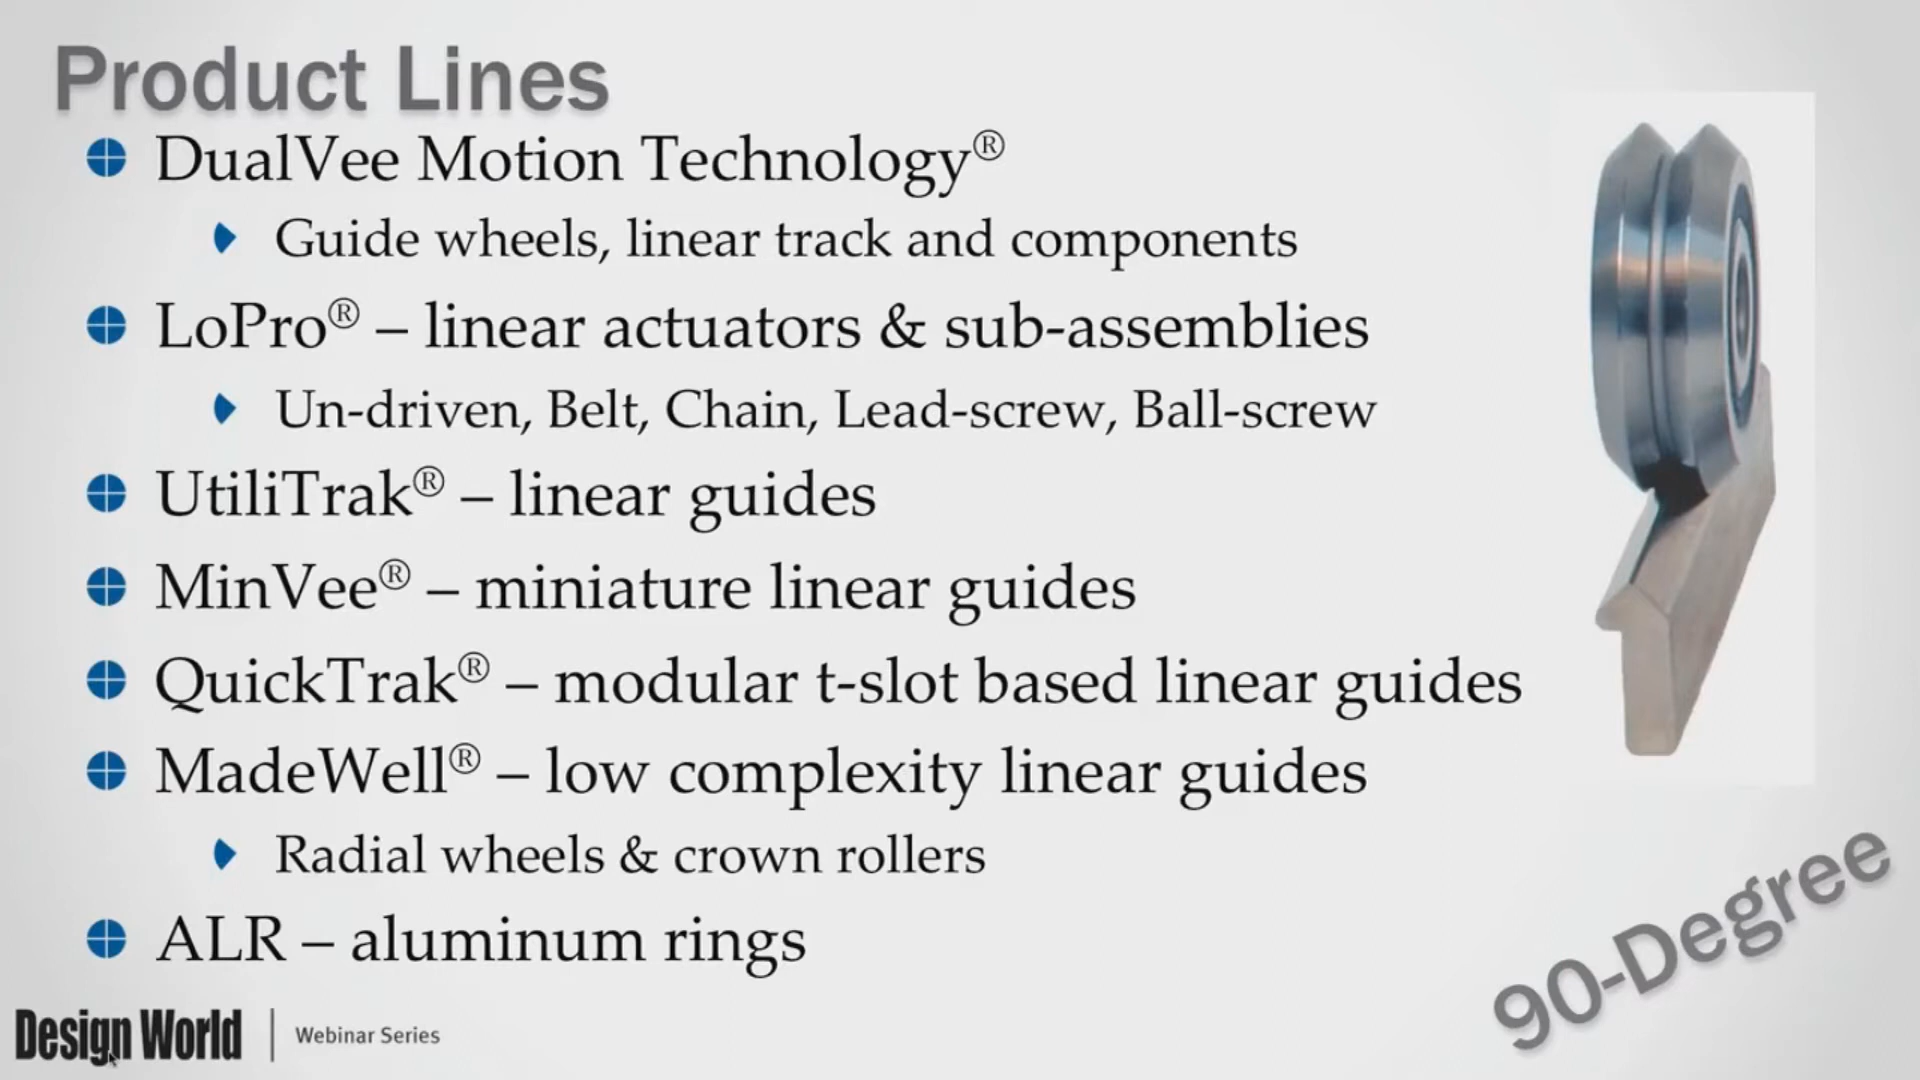 Product Lines
DualVee Motion Technology®
Guide wheels, linear track and components
LoPro® – linear actuators & sub-assemblies
Un-driven, Belt, Chain, Lead-screw, Ball-screw
UtiliTrak® – linear guides
MinVee® – miniature linear guides
QuickTrak® – modular t-slot based linear guides
MadeWell® – low complexity linear guides
Radial wheels & crown rollers
ALR – aluminum rings
90-Degree
Design World | Webinar Series